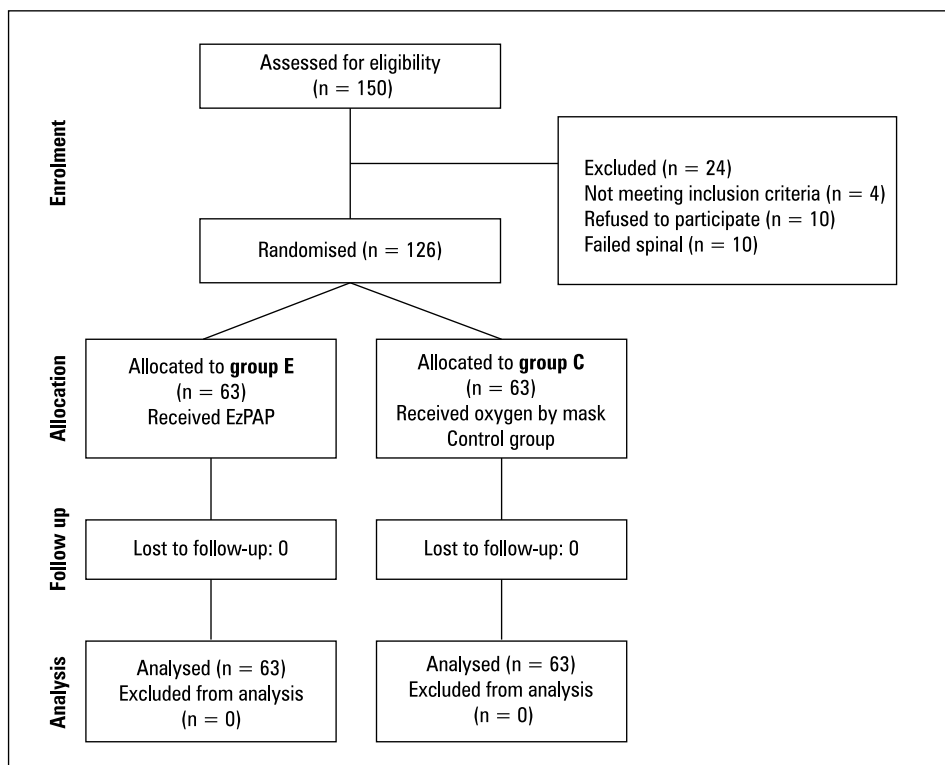 Enrolment
Assessed for eligibility
(n = 150)
Excluded (n = 24)
Not meeting inclusion criteria (n = 4)
Refused to participate (n = 10)
Failed spinal (n = 10)
Randomised (n = 126)
Allocation
Allocated to group E
(n = 63)
Received EzPAP
Allocated to group C
(n = 63)
Received oxygen by mask
Control group
Follow up
Lost to follow-up: 0
Lost to follow-up: 0
Analysis
Analysed (n = 63)
Excluded from analysis
(n = 0)
Analysed (n = 63)
Excluded from analysis
(n = 0)